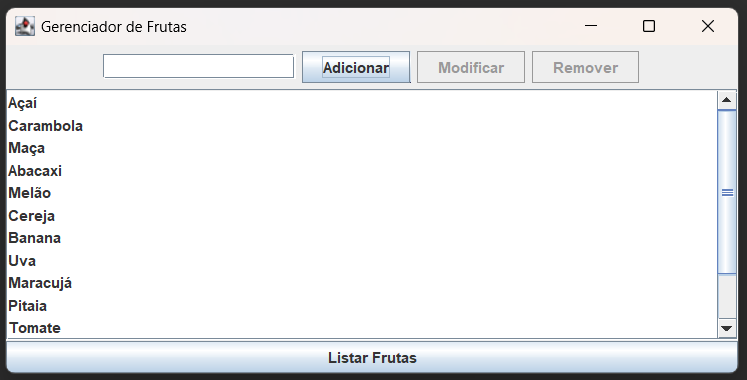 Gerenciador de Frutas
Adicionar Modificar Remover
Açaí
Carambola
Maça
Abacaxi
Melão
Cereja
Banana
Uva
Maracujá
Pitaia
Tomate
Listar Frutas